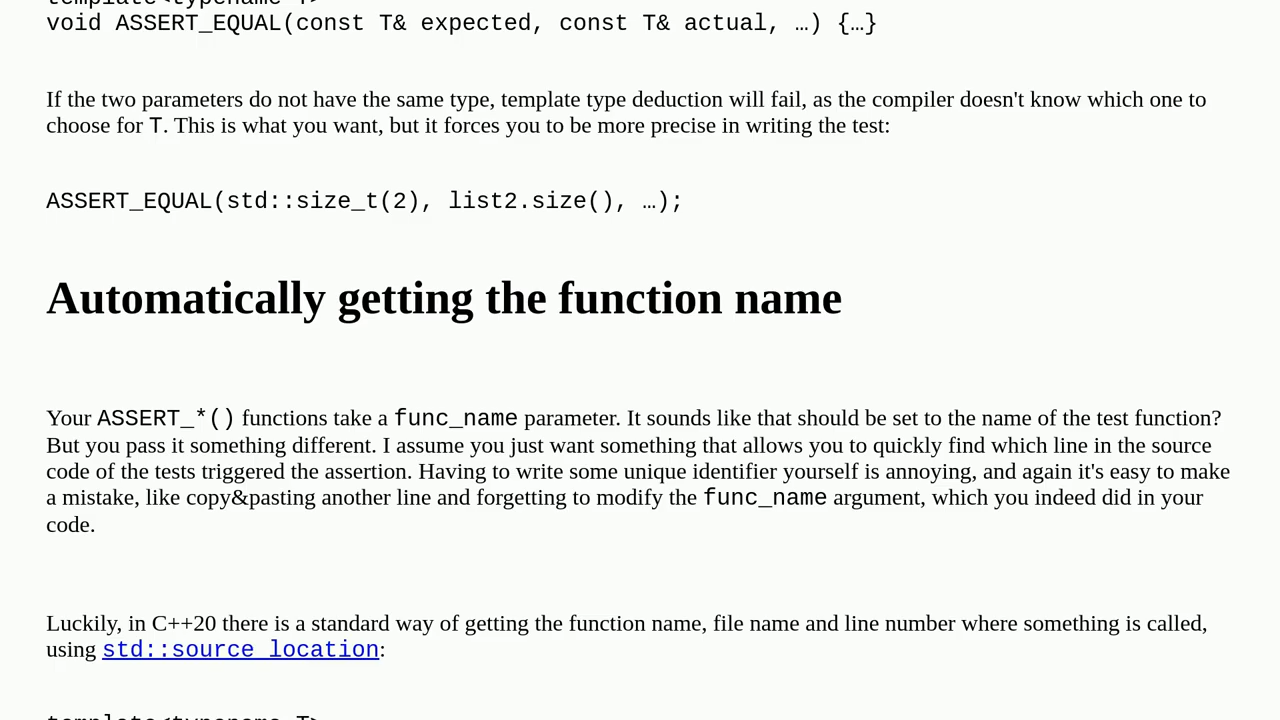 template<typename T>
void ASSERT_EQUAL(const T& expected, const T& actual, …) {…}
If the two parameters do not have the same type, template type deduction will fail, as the compiler doesn't know which one to
choose for T. This is what you want, but it forces you to be more precise in writing the test:
ASSERT_EQUAL(std::size_t(2), list2.size(), …);
Automatically getting the function name
Your ASSERT_*() functions take a func_name parameter. It sounds like that should be set to the name of the test function?
But you pass it something different. I assume you just want something that allows you to quickly find which line in the source
code of the tests triggered the assertion. Having to write some unique identifier yourself is annoying, and again it's easy to make
a mistake, like copy&pasting another line and forgetting to modify the func_name argument, which you indeed did in your
code.
Luckily, in C++20 there is a standard way of getting the function name, file name and line number where something is called,
using std::source_location:
template<typename T>